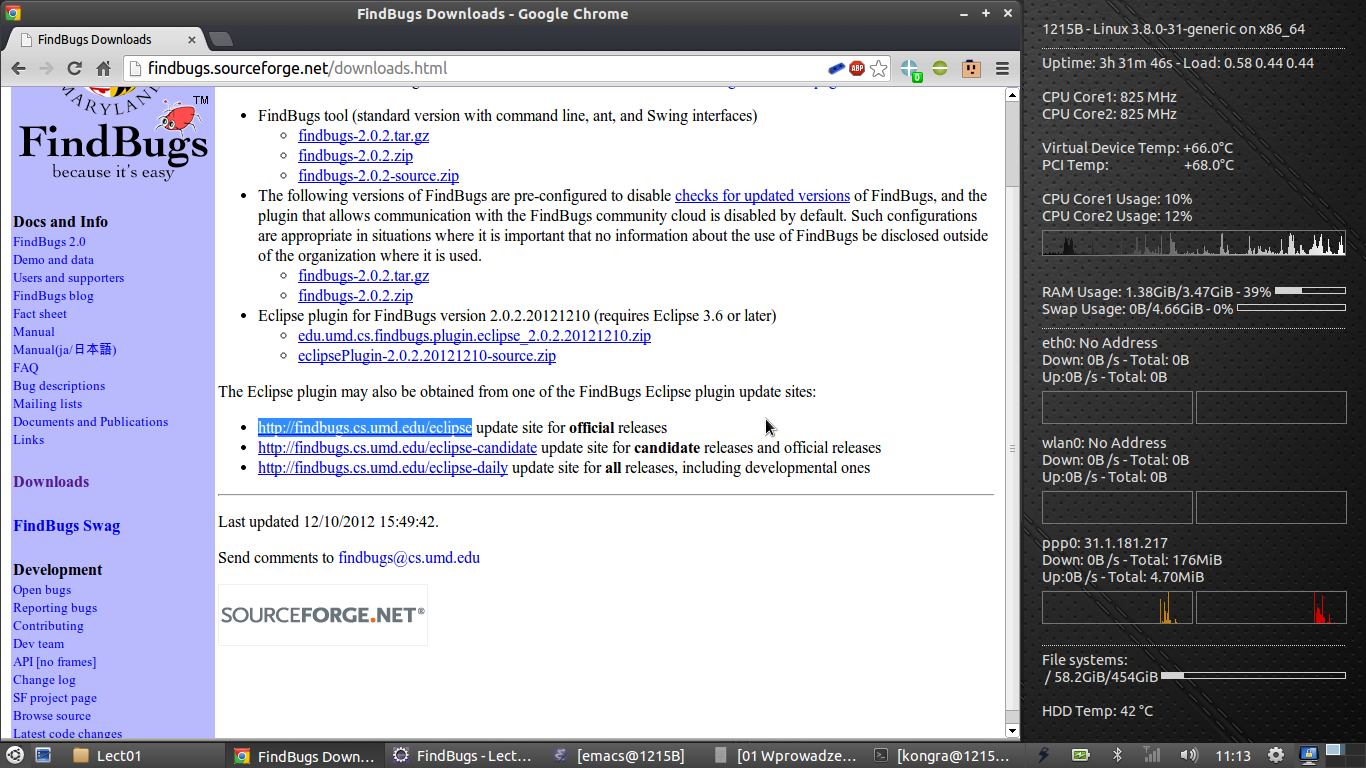 FindBugs Downloads - Google Chrome
FindBugs Downloads
findbugs.sourceforge.net/downloads.html
ABP
0
MARYLAND
TM
FindBugs
because it's easy
Docs and Info
FindBugs 2.0
Demo and data
Users and supporters
FindBugs blog
Fact sheet
Manual
Manual(ja/日本語)
FAQ
Bug descriptions
Mailing lists
Documents and Publications
Links
Downloads
FindBugs Swag
Development
Open bugs
Reporting bugs
Contributing
Dev team
API [no frames]
Change log
SF project page
Browse source
Latest code changes
• FindBugs tool (standard version with command line, ant, and Swing interfaces)
◦ findbugs-2.0.2.tar.gz
◦ findbugs-2.0.2.zip
◦ findbugs-2.0.2-source.zip
• The following versions of FindBugs are pre-configured to disable checks for updated versions of FindBugs, and the
plugin that allows communication with the FindBugs community cloud is disabled by default. Such configurations
are appropriate in situations where it is important that no information about the use of FindBugs be disclosed outside
of the organization where it is used.
◦ findbugs-2.0.2.tar.gz
◦ findbugs-2.0.2.zip
• Eclipse plugin for FindBugs version 2.0.2.20121210 (requires Eclipse 3.6 or later)
◦ edu.umd.cs.findbugs.plugin.eclipse_2.0.2.20121210.zip
◦ eclipsePlugin-2.0.2.20121210-source.zip
The Eclipse plugin may also be obtained from one of the FindBugs Eclipse plugin update sites:
• http://findbugs.cs.umd.edu/eclipse update site for official releases
• http://findbugs.cs.umd.edu/eclipse-candidate update site for candidate releases and official releases
• http://findbugs.cs.umd.edu/eclipse-daily update site for all releases, including developmental ones
Last updated 12/10/2012 15:49:42.
Send comments to findbugs@cs.umd.edu
SOURCEFORGE.NET®
1215B - Linux 3.8.0-31-generic on x86_64
Uptime: 3h 31m 46s - Load: 0.58 0.44 0.44
CPU Core1: 825 MHz
CPU Core2: 825 MHz
Virtual Device Temp: +66.0°C
PCI Temp: +68.0°C
CPU Core1 Usage: 10%
CPU Core2 Usage: 12%
RAM Usage: 1.38GiB/3.47GiB - 39%
Swap Usage: 0B/4.66GiB - 0%
eth0: No Address
Down: 0B /s - Total: 0B
Up:0B /s - Total: 0B
wlan0: No Address
Down: 0B /s - Total: 0B
Up:0B /s - Total: 0B
ppp0: 31.1.181.217
Down: 0B /s - Total: 176MiB
Up:0B /s - Total: 4.70MiB
File systems:
/ 58.2GiB/454GiB
HDD Temp: 42 °C
Lect01
FindBugs Down...
FindBugs - Lect...
[emacs@1215B]
[01 Wprowadze...
[kongra@1215...
11:13